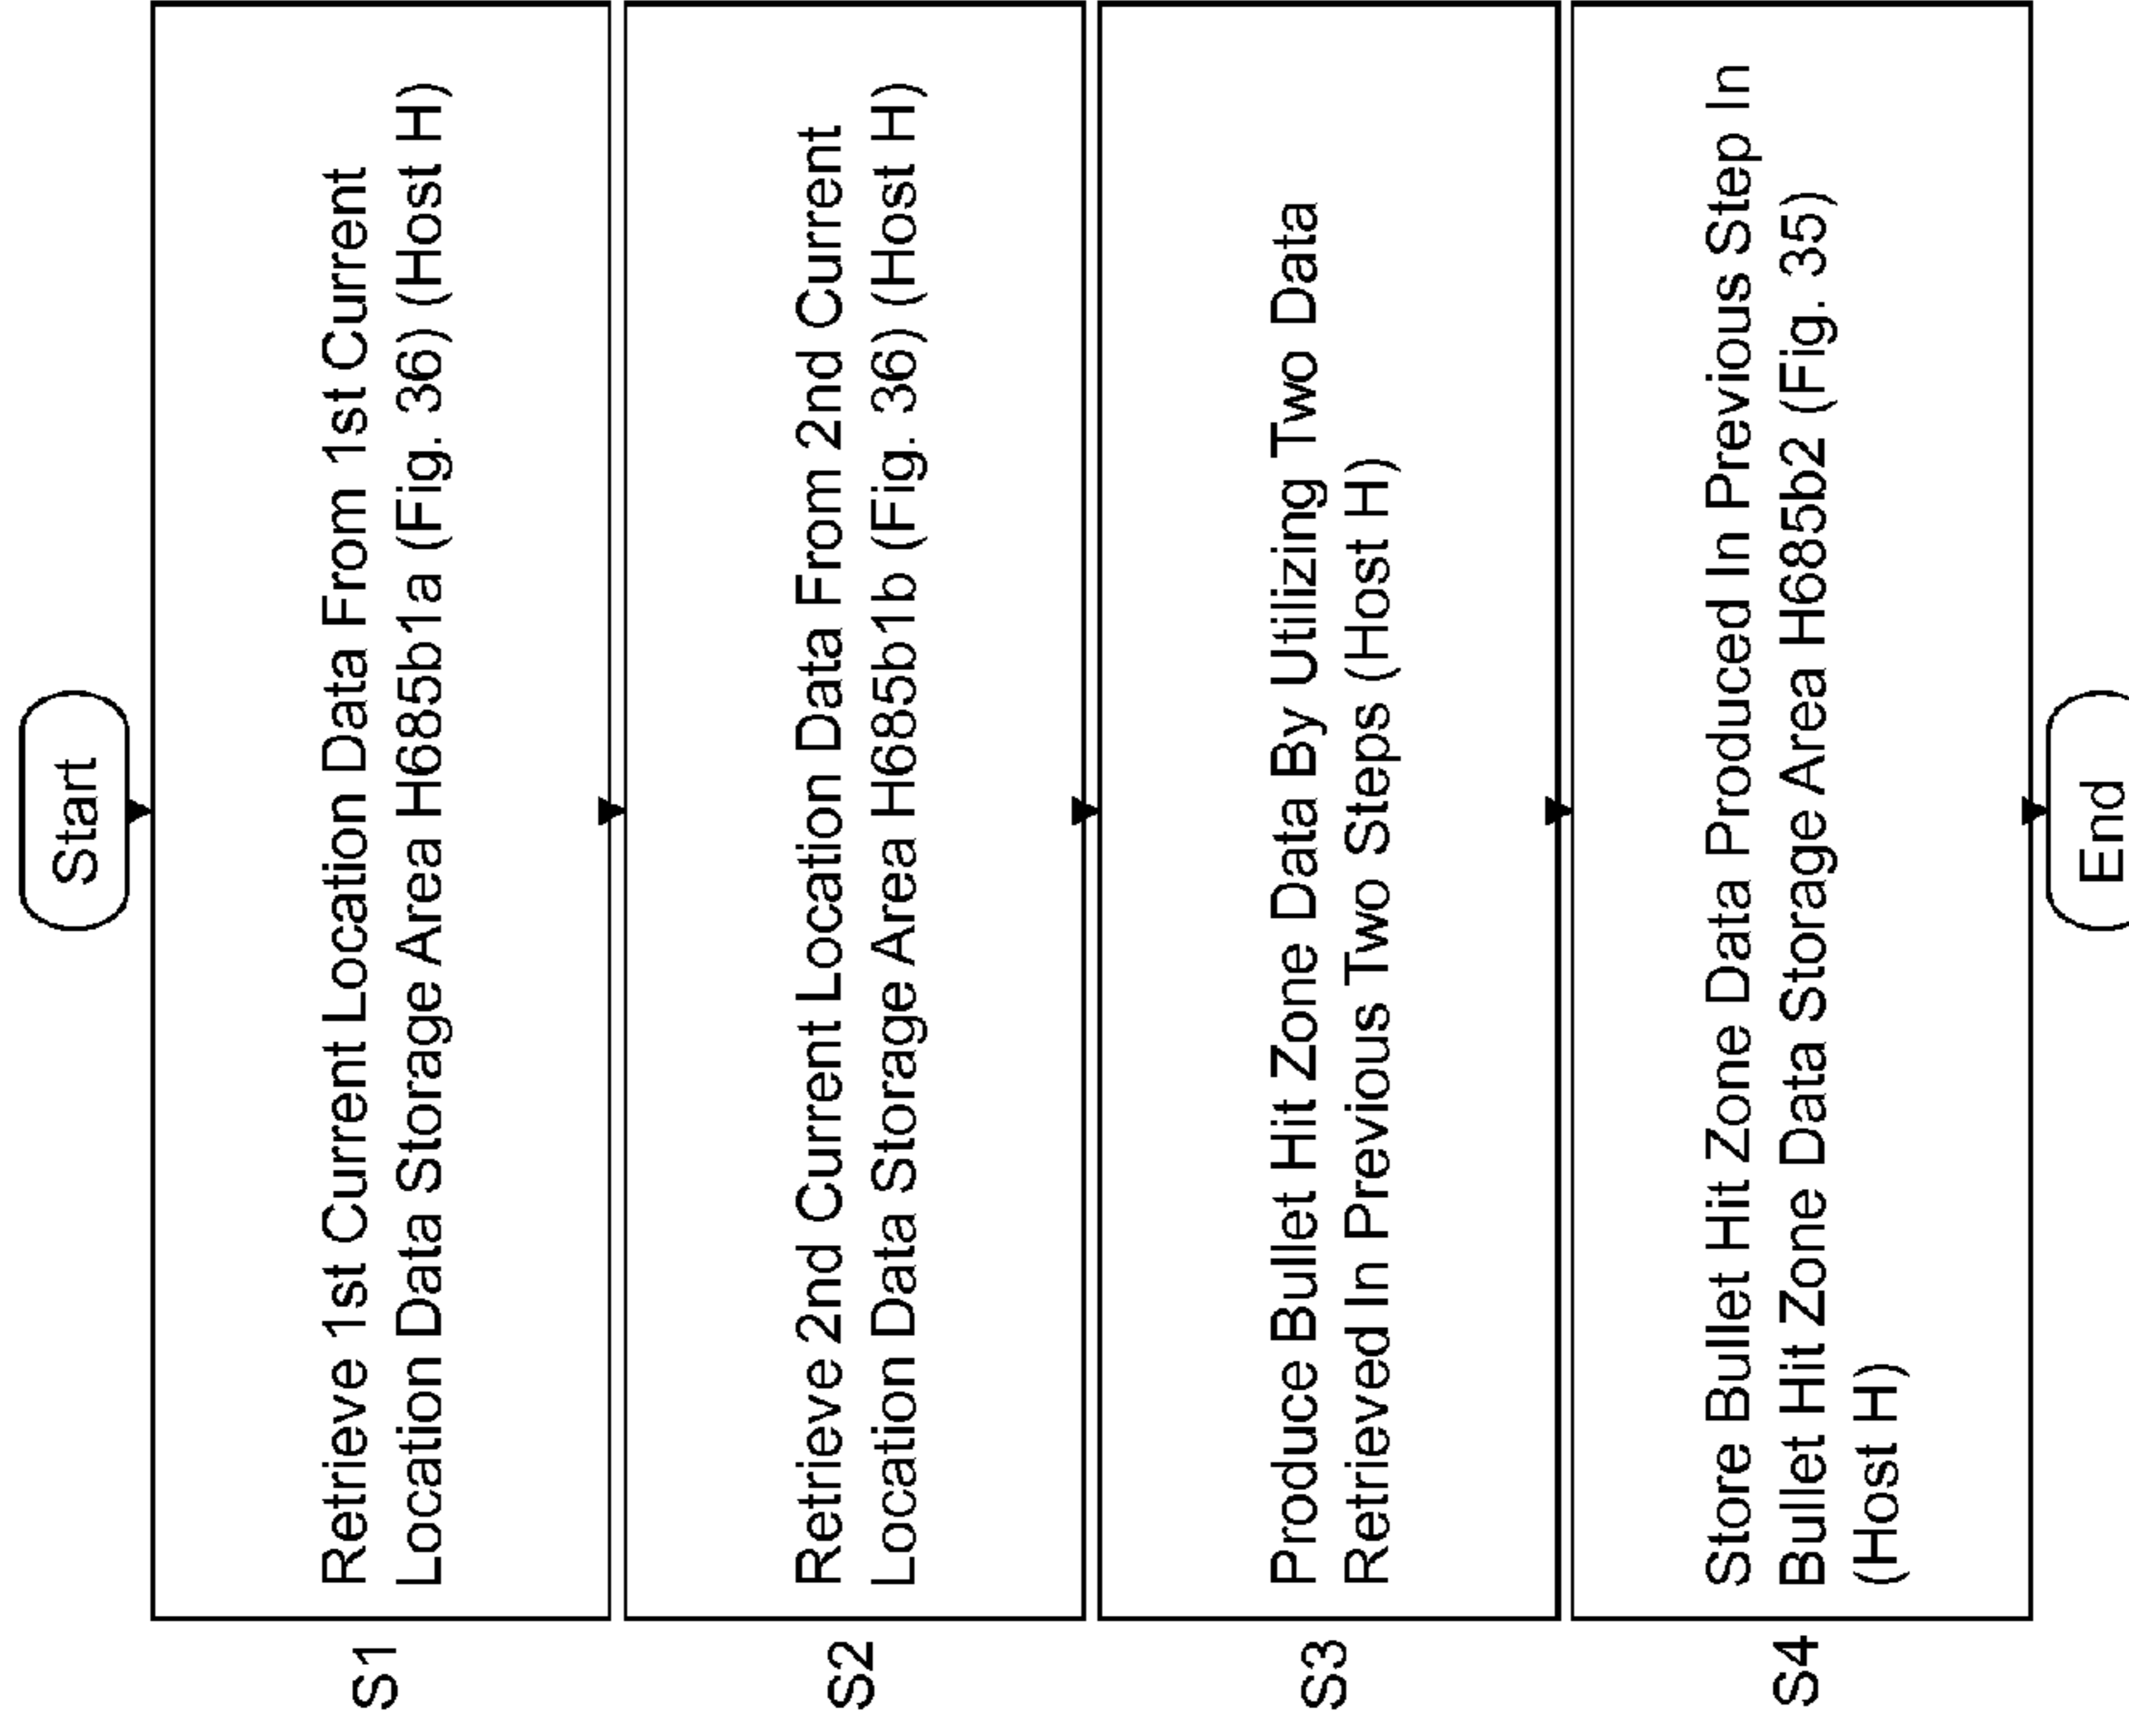 Start
S1
Retrieve 1st Current Location Data From 1st Current
Location Data Storage Area H685b1a (Fig. 36) (Host H)
S2
Retrieve 2nd Current Location Data From 2nd Current
Location Data Storage Area H685b1b (Fig. 36) (Host H)
S3
Produce Bullet Hit Zone Data By Utilizing Two Data
Retrieved In Previous Two Steps (Host H)
S4
Store Bullet Hit Zone Data Produced In Previous Step In
Bullet Hit Zone Data Storage Area H685b2 (Fig. 35)
(Host H)
End